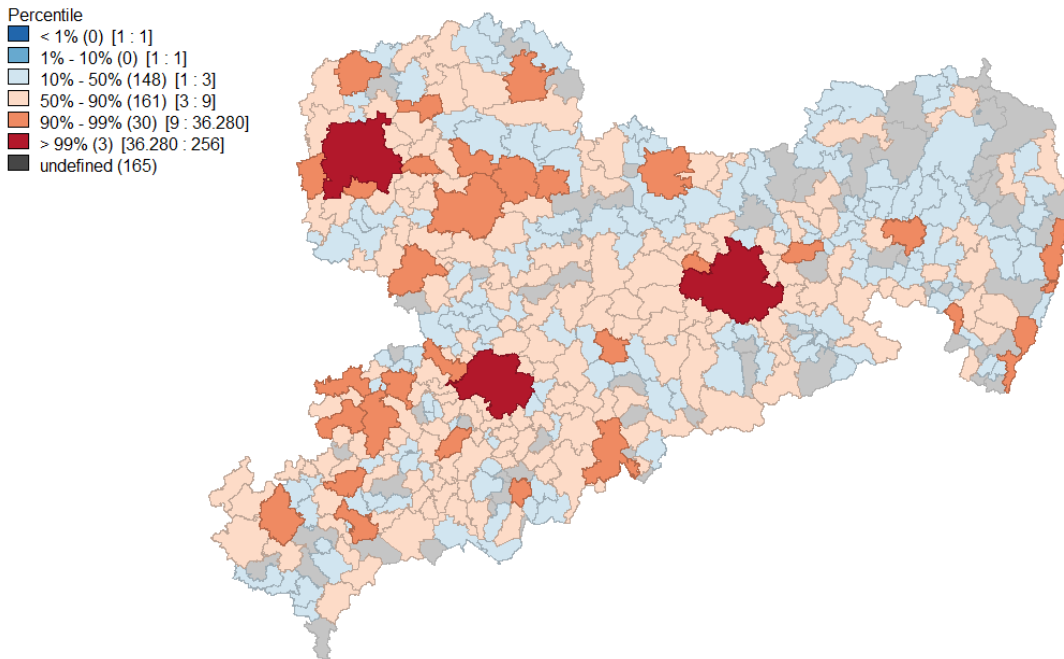 Percentile
< 1% (0) [1 : 1]
1% - 10% (0) [1 : 1]
10% - 50% (148) [1 : 3]
50% - 90% (161) [3 : 9]
90% - 99% (30) [9 : 36.280]
> 99% (3) [36.280 : 256]
undefined (165)